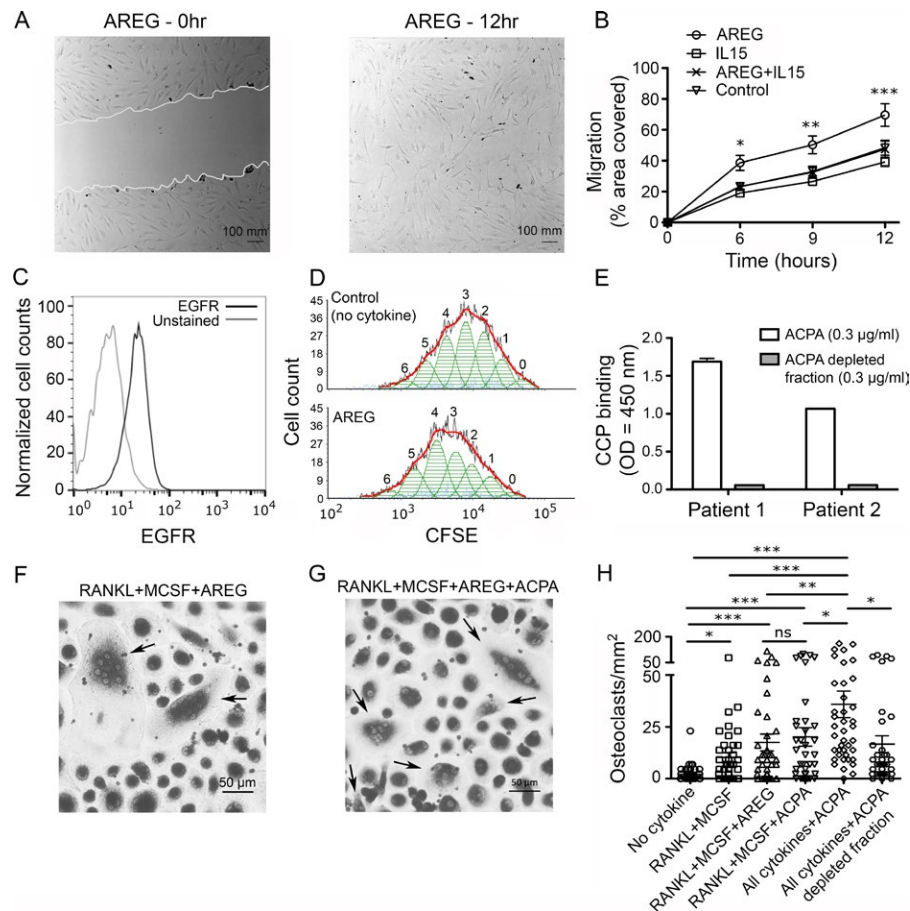 A
AREG - 0hr
AREG - 12hr
100 mm
100 mm
B
AREG
IL15
AREG+IL15
Control
Migration
(% area covered)
100
80
60
40
20
0
*
**
***
0
6
9
12
Time (hours)
C
Normalized cell counts
100
80
60
40
20
0
EGFR
Unstained
10^0
10^1
10^2
10^3
10^4
EGFR
D
Cell count
45
36
27
18
9
0
Control
(no cytokine)
6
5
4
3
2
1
0
45
36
27
18
9
0
AREG
5
4
3
2
1
0
10^3
10^4
10^5
CFSE
E
CCP binding
(OD = 450 nm)
2.0
1.5
1.0
0.5
0.0
ACPA (0.3 µg/ml)
ACPA depleted
fraction (0.3 µg/ml)
Patient 1
Patient 2
F
RANKL+MCSF+AREG
50 µm
G
RANKL+MCSF+AREG+ACPA
50 µm
H
***
***
**
***
*
*
***
*
ns
Osteoclasts/mm²
200
50
50
25
0
No cytokine
RANKL+MCSF
RANKL+MCSF+AREG
RANKL+MCSF+ACPA
All cytokines+ACPA
All cytokines+ACPA
depleted fraction